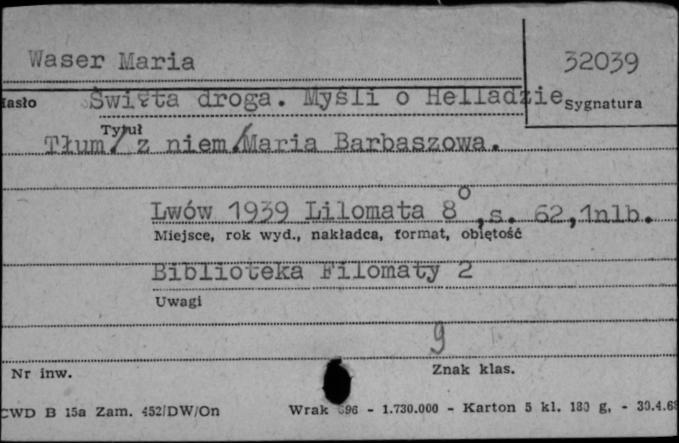 Waser Maria
32039
Hasło
Święta droga. Myśli o Helladzie
Sygnatura
Tytuł
Tłum/ z niem/Maria Barbaszowa.
Lwów 1939 Lilomata 8° ,s. 62,1nlb.
Miejsce, rok wyd., nakładca, format, objętość
Biblioteka Filomaty 2
Uwagi
9
Nr inw.
Znak klas.
CWD B 15a Zam. 452/DW/On
Wrak 696 - 1.730.000 - Karton 5 kl. 180 g, - 30.4.68